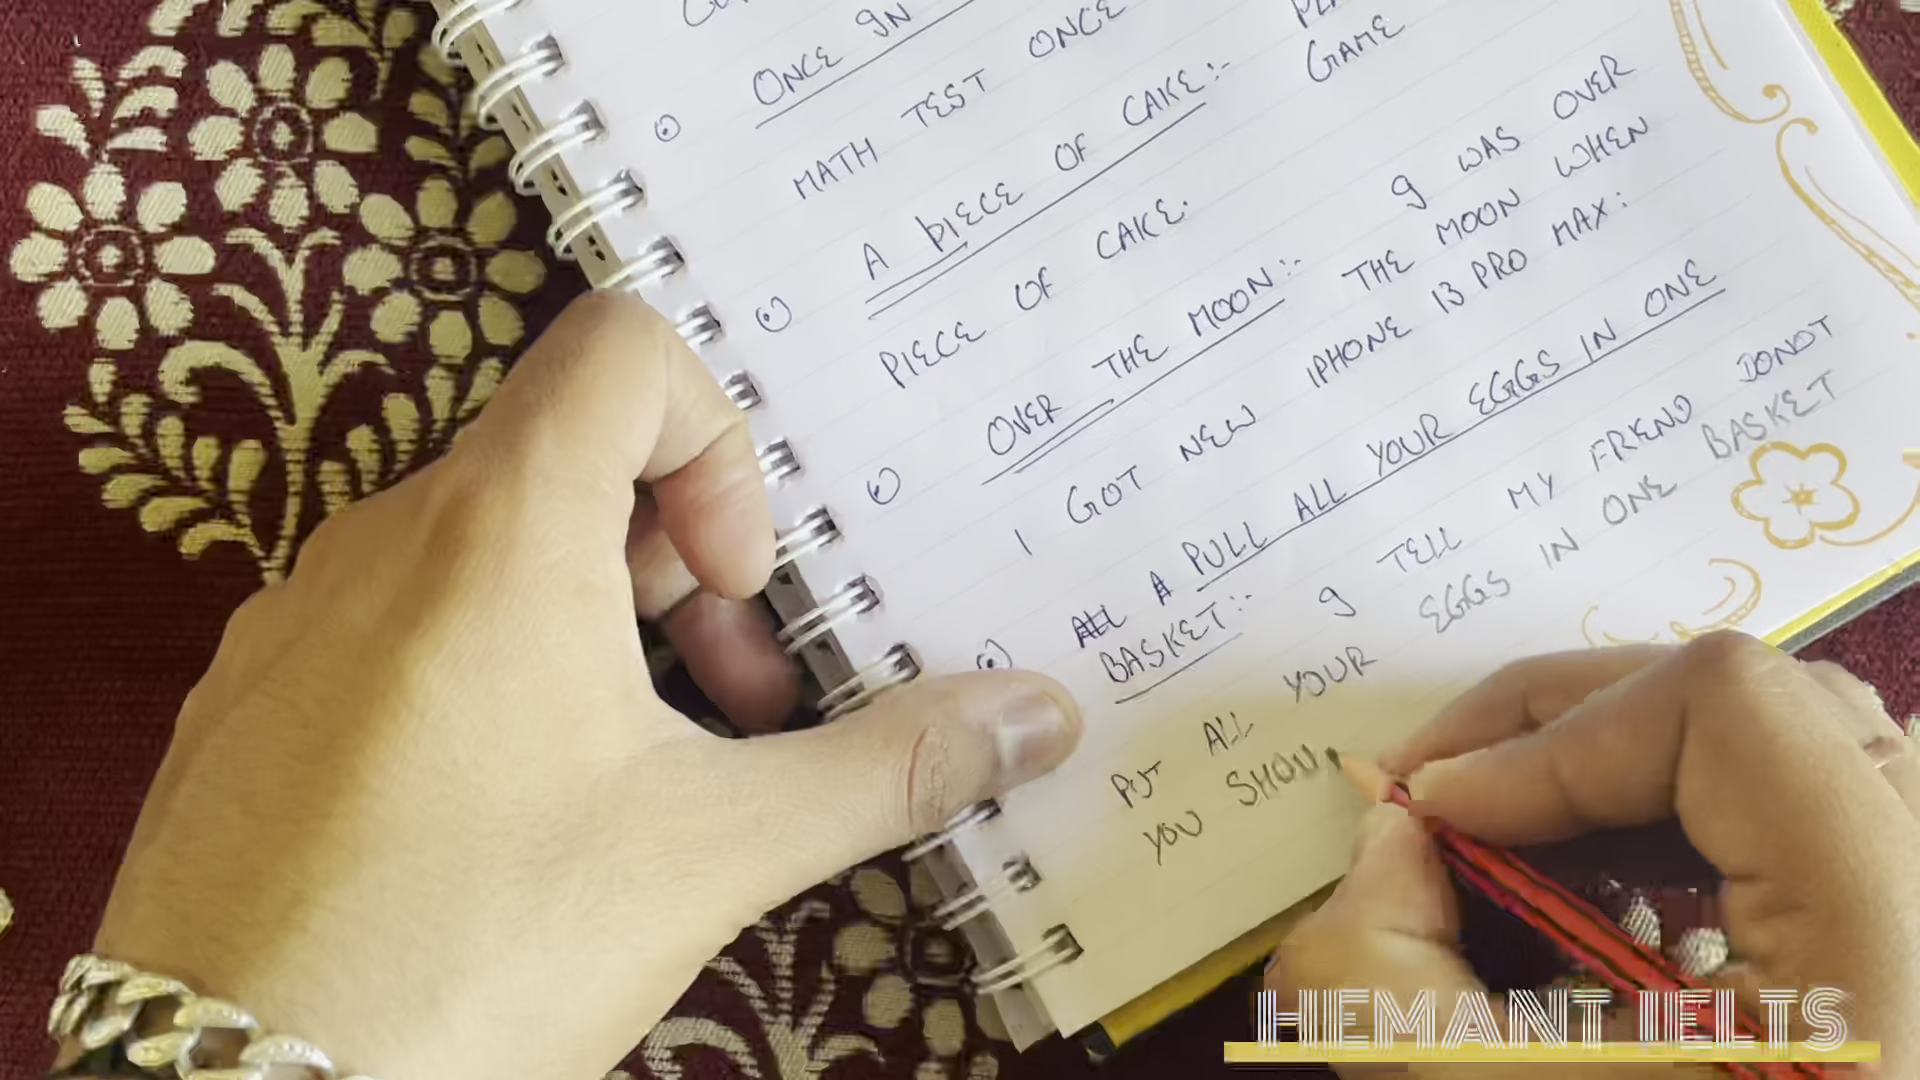 ONCE IN
MATH TEST ONCE
A PIECE OF CAKE:- 
GAME
PIECE OF CAKE.
OVER THE MOON:- I WAS OVER
THE MOON WHEN
I GOT NEW IPHONE 13 PRO MAX:
A PULL ALL YOUR EGGS IN ONE
BASKET:- I TELL MY FRIEND DONOT
PUT ALL YOUR EGGS IN ONE BASKET
YOU SHOU
HEMANT IELTS